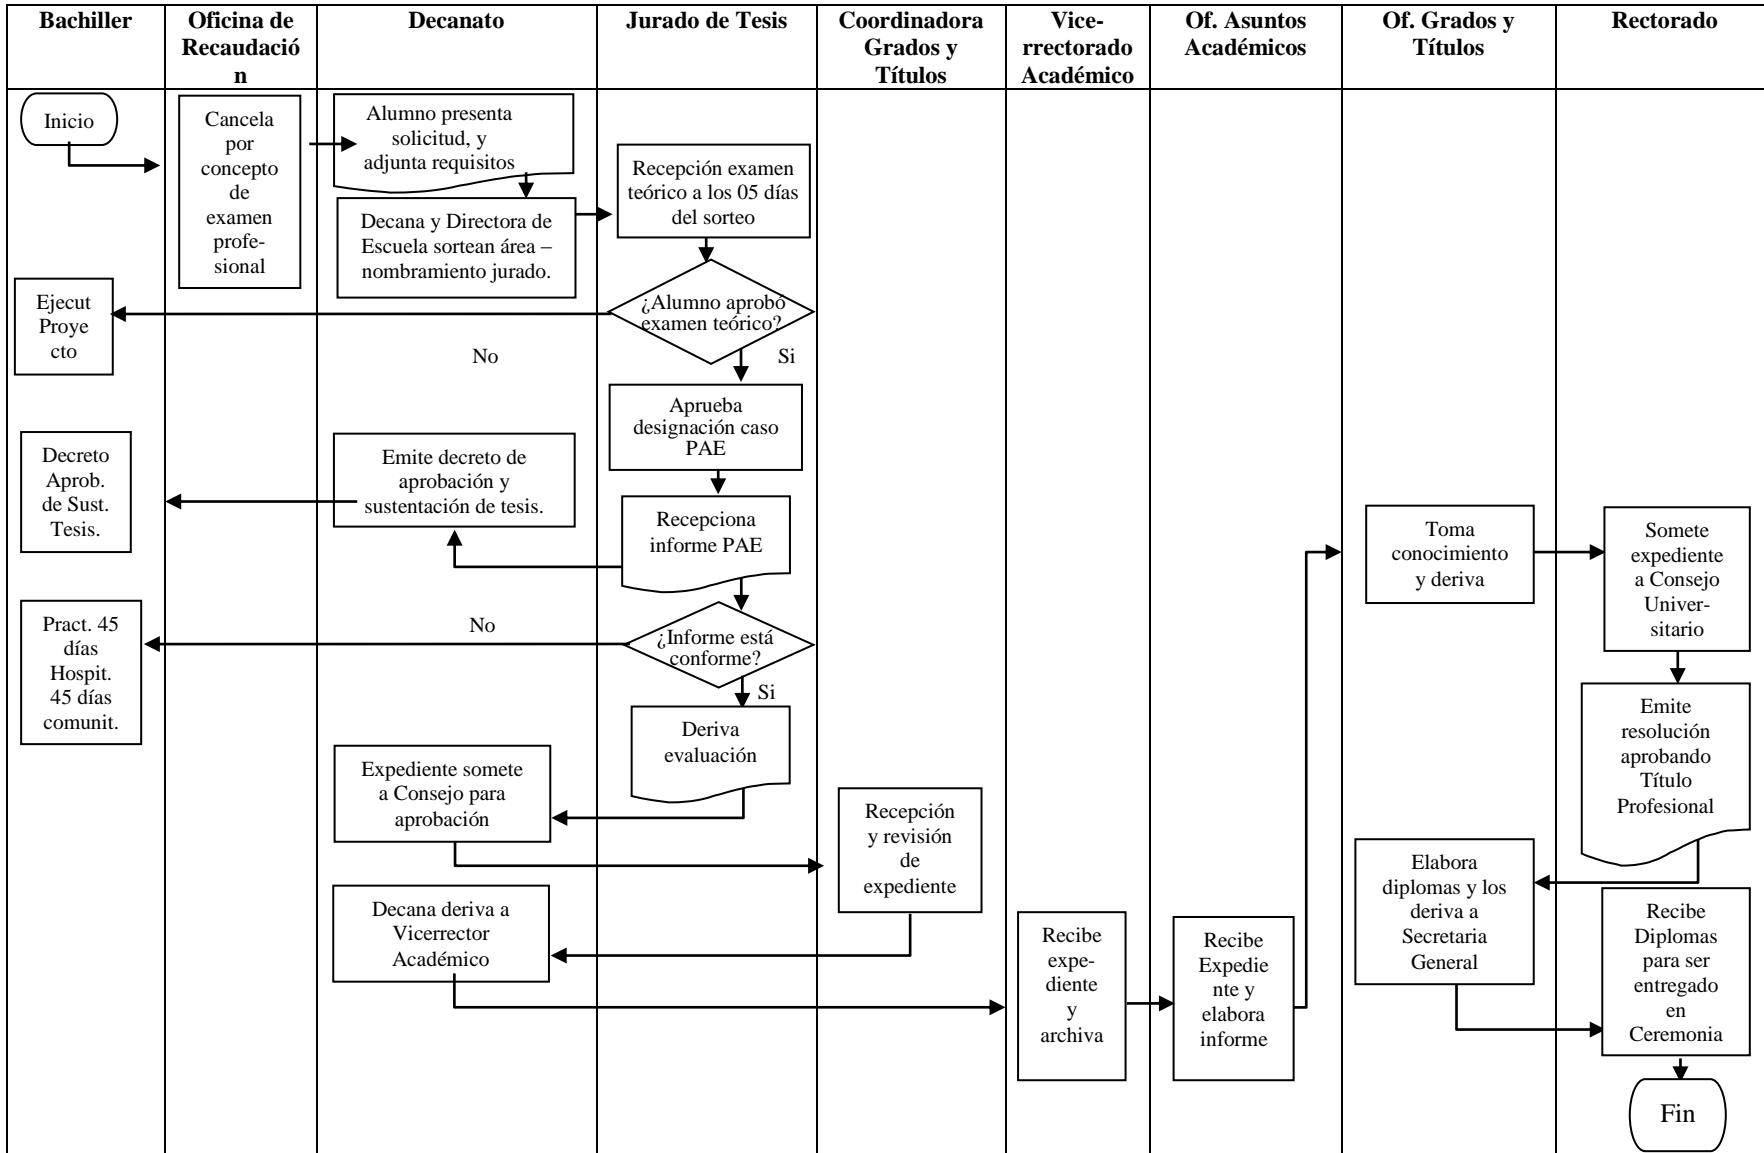 Bachiller
Oficina de
Recaudació
n
Decanato
Jurado de Tesis
Coordinadora
Grados y
Títulos
Vice-
rrectorado
Académico
Of. Asuntos
Académicos
Of. Grados y
Títulos
Rectorado
Inicio
Cancela
por
concepto
de
examen
profe-
sional
Alumno presenta
solicitud, y
adjunta requisitos
Decana y Directora de
Escuela sortean área –
nombramiento jurado.
Recepción examen
teórico a los 05 días
del sorteo
¿Alumno aprobó
examen teórico?
No
Si
Ejecut
Proye
cto
Aprueba
designación caso
PAE
Recepciona
informe PAE
Emite decreto de
aprobación y
sustentación de tesis.
Decreto
Aprob.
de Sust.
Tesis.
¿Informe está
conforme?
No
Si
Pract. 45
días
Hospit.
45 días
comunit.
Deriva
evaluación
Expediente somete
a Consejo para
aprobación
Recepción
y revisión
de
expediente
Decana deriva a
Vicerrector
Académico
Recibe
expe-
diente
y
archiva
Recibe
Expedie
nte y
elabora
informe
Toma
conocimiento
y deriva
Somete
expediente
a Consejo
Univer-
sitario
Emite
resolución
aprobando
Título
Profesional
Elabora
diplomas y los
deriva a
Secretaria
General
Recibe
Diplomas
para ser
entregado
en
Ceremonia
Fin